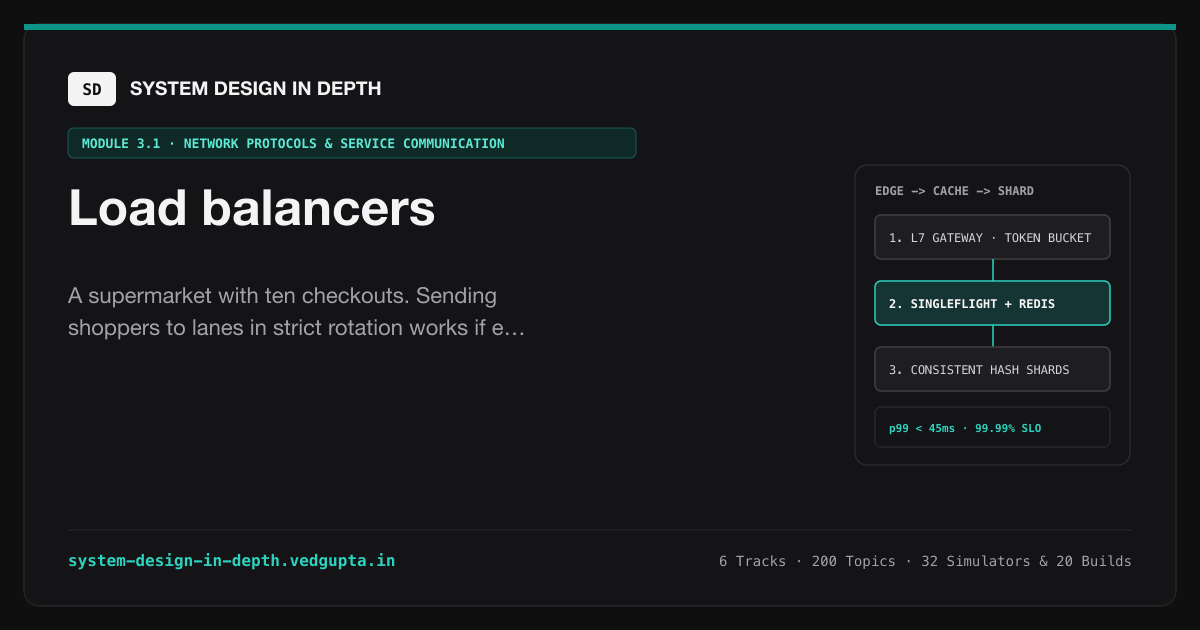 SD
SYSTEM DESIGN IN DEPTH
MODULE 3.1 · NETWORK PROTOCOLS & SERVICE COMMUNICATION
Load balancers
A supermarket with ten checkouts. Sending
shoppers to lanes in strict rotation works if e…
EDGE —> CACHE —> SHARD
1. L7 GATEWAY · TOKEN BUCKET
2. SINGLEFLIGHT + REDIS
3. CONSISTENT HASH SHARDS
p99 < 45ms · 99.99% SLO
system-design-in-depth.vedgupta.in
6 Tracks · 200 Topics · 32 Simulators & 20 Builds